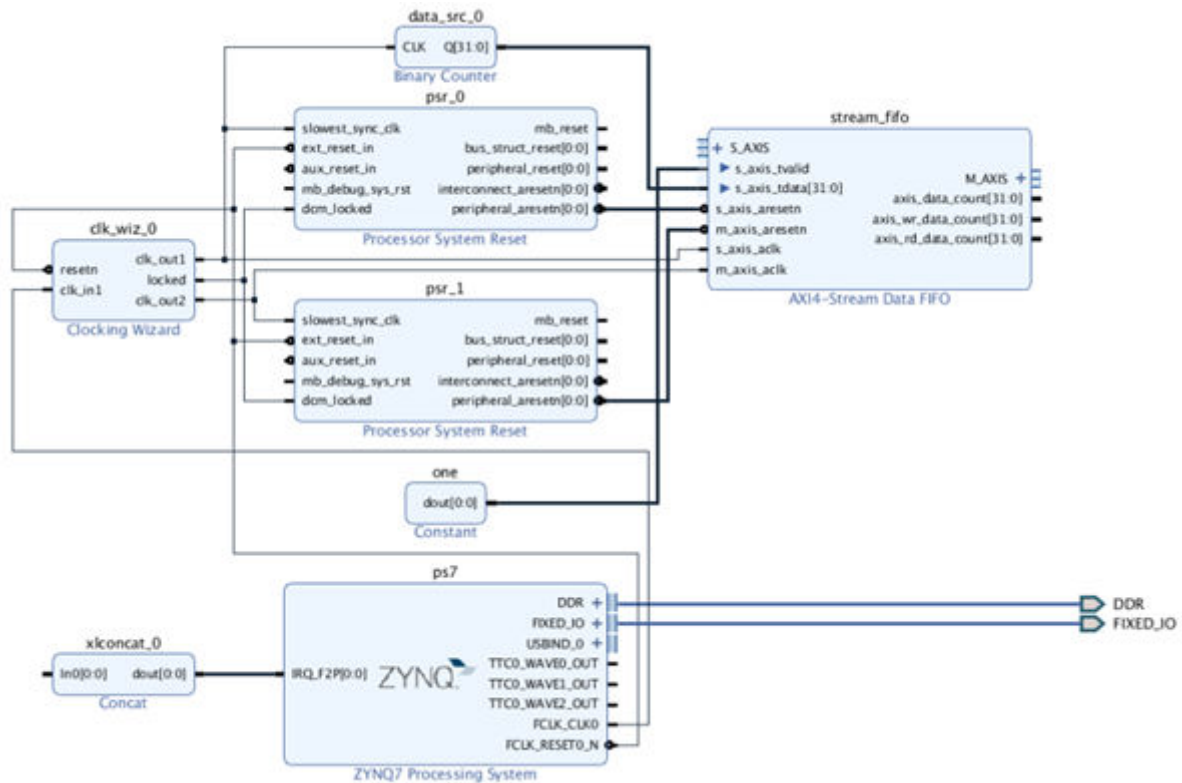 data_src_0
CLK Q[31:0]
Binary Counter
psr_0
slowest_sync_clk mb_reset
ext_reset_in bus_struct_reset[0:0]
aux_reset_in peripheral_reset[0:0]
mb_debug_sys_rst interconnect_aresetn[0:0]
dcm_locked peripheral_aresetn[0:0]
Processor System Reset
stream_fifo
S_AXIS
s_axis_tvalid M_AXIS
s_axis_tdata[31:0] axis_data_count[31:0]
s_axis_aresetn axis_wr_data_count[31:0]
m_axis_aresetn axis_rd_data_count[31:0]
s_axis_aclk
m_axis_aclk
AXI4-Stream Data FIFO
clk_wiz_0
resetn clk_out1
clk_in1 locked
clk_out2
Clocking Wizard
psr_1
slowest_sync_clk mb_reset
ext_reset_in bus_struct_reset[0:0]
aux_reset_in peripheral_reset[0:0]
mb_debug_sys_rst interconnect_aresetn[0:0]
dcm_locked peripheral_aresetn[0:0]
Processor System Reset
one
dout[0:0]
Constant
ps7
DDR
FIXED_IO
USBIND_0
TTC0_WAVE0_OUT
IRQ_F2P[0:0] ZYNQ TTC0_WAVE1_OUT
TTC0_WAVE2_OUT
FCLK_CLK0
FCLK_RESET0_N
ZYNQ7 Processing System
xlconcat_0
In0[0:0] dout[0:0]
Concat
DDR
FIXED_IO